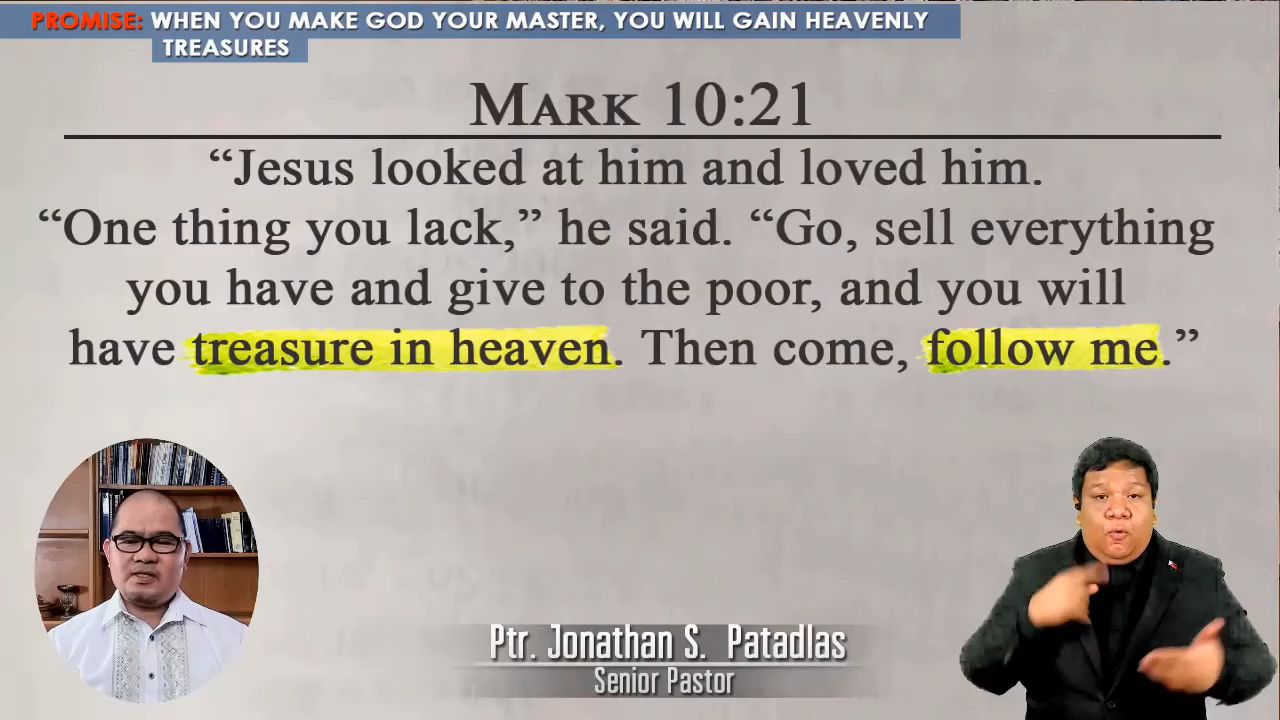 PROMISE: WHEN YOU MAKE GOD YOUR MASTER, YOU WILL GAIN HEAVENLY
TREASURES
MARK 10:21
“Jesus looked at him and loved him.
“One thing you lack,” he said. “Go, sell everything
you have and give to the poor, and you will
have treasure in heaven. Then come, follow me.”
Ptr. Jonathan S. Patadlas
Senior Pastor